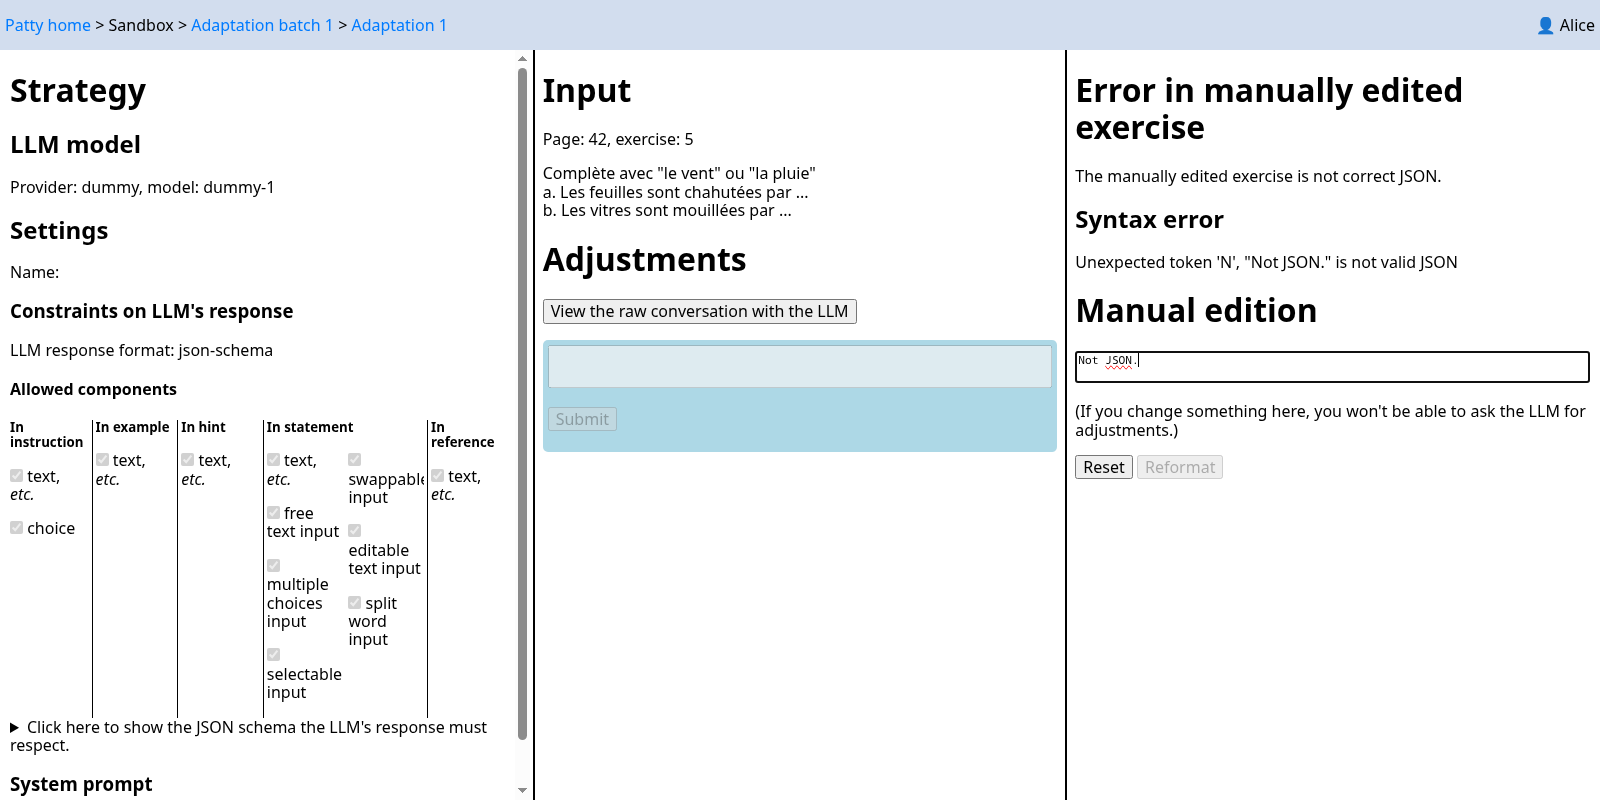 Patty home > Sandbox > Adaptation batch 1 > Adaptation 1
👤 Alice
Strategy
LLM model
Provider: dummy, model: dummy-1
Settings
Name:
Constraints on LLM's response
LLM response format: json-schema
Allowed components
In
instruction
text,
etc.
choice
In example
text,
etc.
In hint
text,
etc.
In statement
text,
etc.
free
text input
multiple
choices
input
selectable
input
swappable
input
editable
text input
split
word
input
In
reference
text,
etc.
▶ Click here to show the JSON schema the LLM's response must
respect.
System prompt
Input
Page: 42, exercise: 5
Complète avec "le vent" ou "la pluie"
a. Les feuilles sont chahutées par ...
b. Les vitres sont mouillées par ...
Adjustments
View the raw conversation with the LLM
Submit
Error in manually edited
exercise
The manually edited exercise is not correct JSON.
Syntax error
Unexpected token 'N', "Not JSON." is not valid JSON
Manual edition
Not JSON.
(If you change something here, you won't be able to ask the LLM for
adjustments.)
Reset Reformat